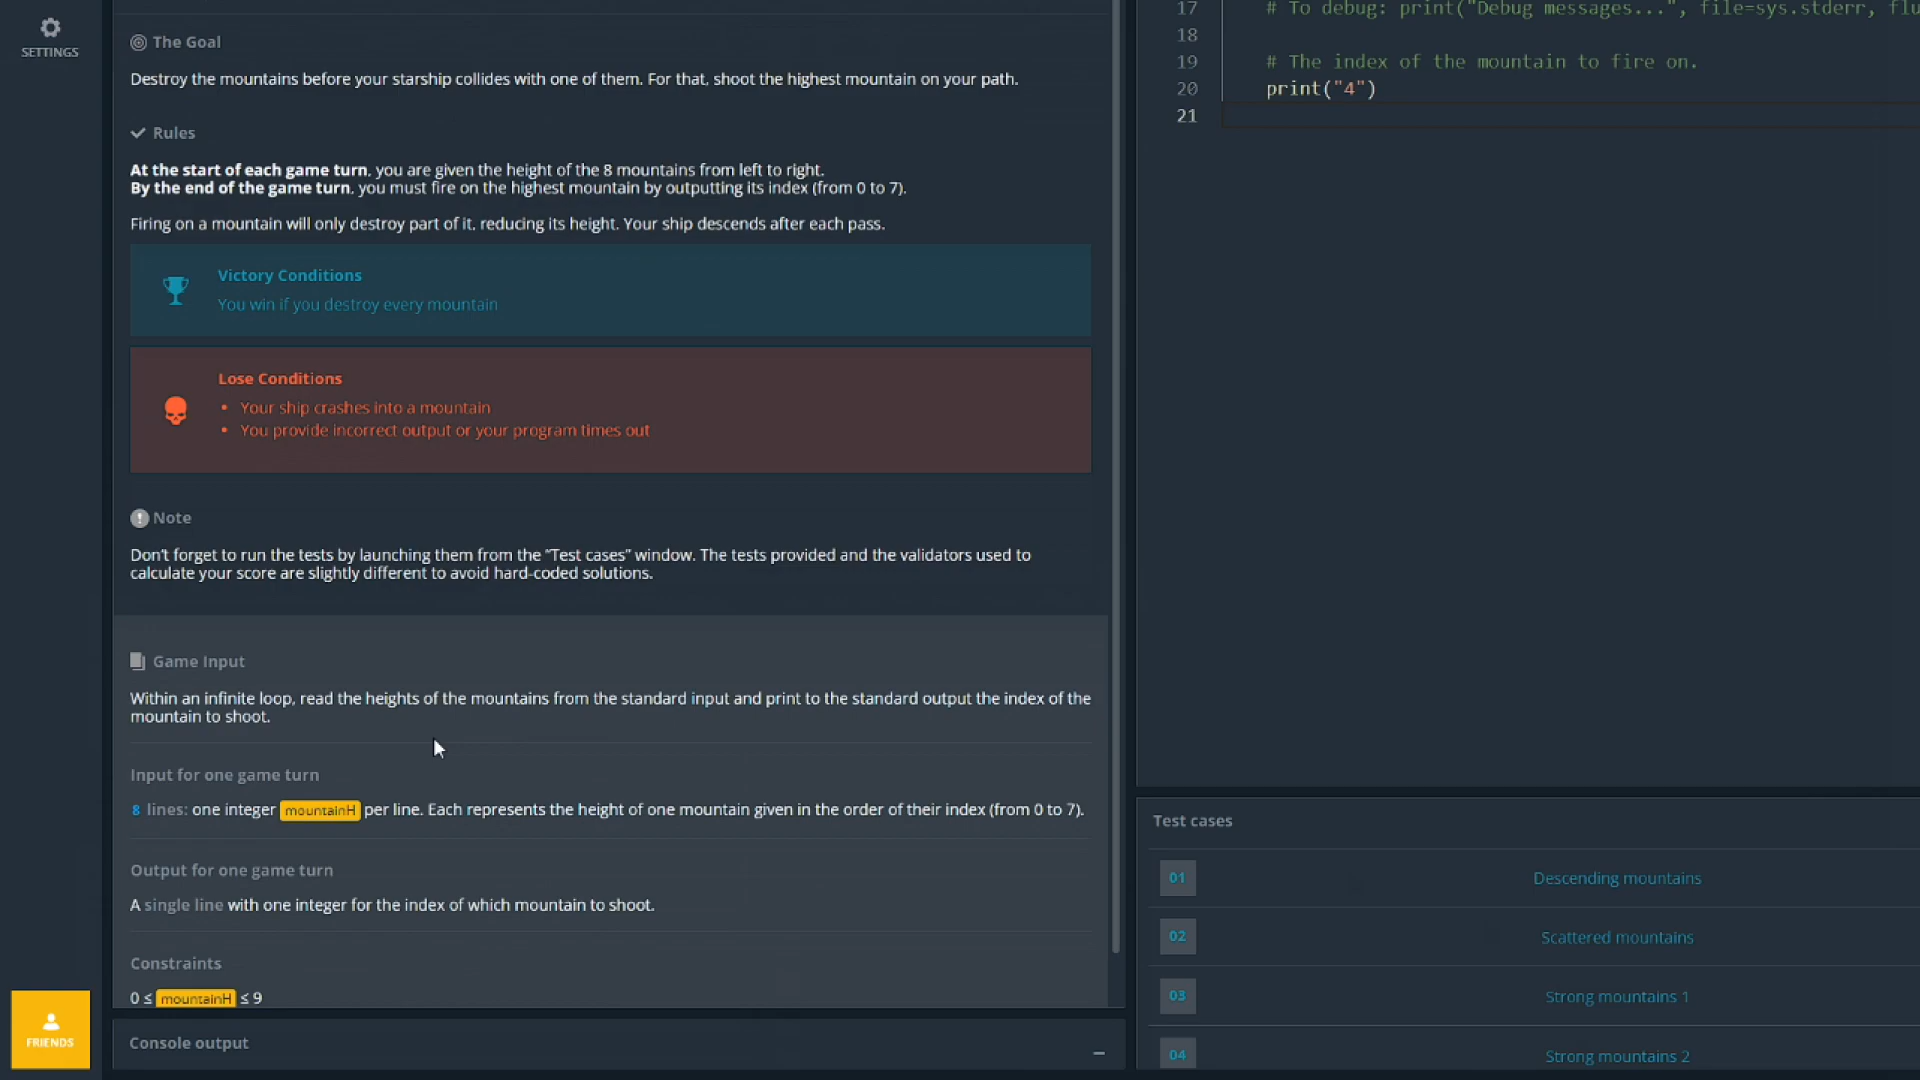 SETTINGS
The Goal
Destroy the mountains before your starship collides with one of them. For that, shoot the highest mountain on your path.
Rules
At the start of each game turn, you are given the height of the 8 mountains from left to right.
By the end of the game turn, you must fire on the highest mountain by outputting its index (from 0 to 7).
Firing on a mountain will only destroy part of it, reducing its height. Your ship descends after each pass.
Victory Conditions
You win if you destroy every mountain
Lose Conditions
• Your ship crashes into a mountain
• You provide incorrect output or your program times out
Note
Don't forget to run the tests by launching them from the “Test cases” window. The tests provided and the validators used to
calculate your score are slightly different to avoid hard-coded solutions.
Game Input
Within an infinite loop, read the heights of the mountains from the standard input and print to the standard output the index of the
mountain to shoot.
Input for one game turn
8 lines: one integer mountainH per line. Each represents the height of one mountain given in the order of their index (from 0 to 7).
Output for one game turn
A single line with one integer for the index of which mountain to shoot.
Constraints
0 ≤ mountainH ≤ 9
FRIENDS
Console output
17 # To debug: print("Debug messages...", file=sys.stderr, flu
18
19 # The index of the mountain to fire on.
20 print("4")
21
Test cases
01 Descending mountains
02 Scattered mountains
03 Strong mountains 1
04 Strong mountains 2